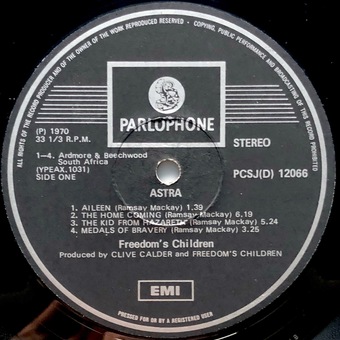 ALL RIGHTS OF THE RECORD PRODUCER AND OF THE OWNER OF THE WORK REPRODUCED RESERVED - COPYING, PUBLIC PERFORMANCE AND BROADCASTING OF THIS RECORD PROHIBITED
PARLOPHONE
(P) 1970
33 1/3 R.P.M.
STEREO
1-4. Ardmore & Beechwood
South Africa
(YPEAX.1031)
SIDE ONE
PCSJ(D) 12066
ASTRA
1. AILEEN (Ramsay Mackay) 1.39
2. THE HOME COMING (Ramsay Mackay) 6.19
3. THE KID FROM HAZARETH (Ramsay Mackay) 5.24
4. MEDALS OF BRAVERY (Ramsay Mackay) 3.25
Freedom's Children
Produced by CLIVE CALDER and FREEDOM'S CHILDREN
EMI
PRESSED FOR OR BY A REGISTERED USER